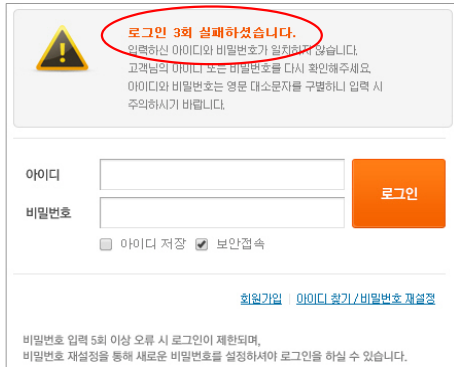 로그인 3회 실패하셨습니다.
입력하신 아이디와 비밀번호가 일치하지 않습니다.
고객님의 아이디 또는 비밀번호를 다시 확인해주세요.
아이디와 비밀번호는 영문 대소문자를 구별하니 입력 시
주의하시기 바랍니다.
아이디
로그인
비밀번호
아이디 저장 보안접속
회원가입 | 아이디 찾기 / 비밀번호 재설정
비밀번호 입력 5회 이상 오류 시 로그인이 제한되며,
비밀번호 재설정을 통해 새로운 비밀번호를 설정하셔야 로그인을 하실 수 있습니다.